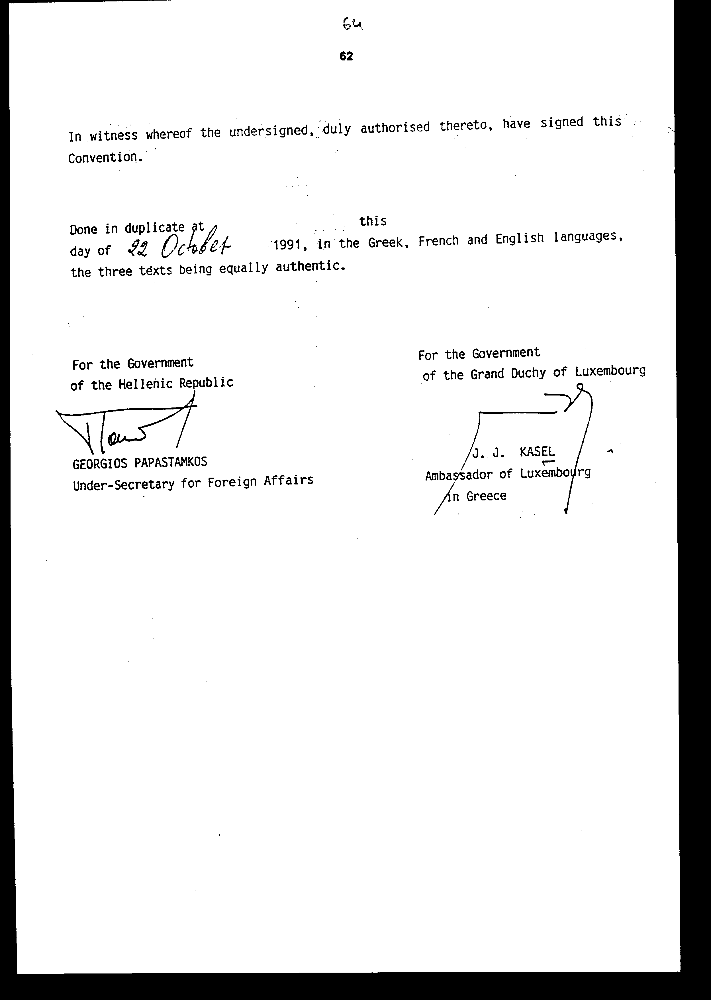 64
62
In witness whereof the undersigned, duly authorised thereto, have signed this
Convention.
Done in duplicate at this
day of 22 October 1991, in the Greek, French and English languages,
the three texts being equally authentic.
For the Government
of the Hellenic Republic
GEORGIOS PAPASTAMKOS
Under-Secretary for Foreign Affairs
For the Government
of the Grand Duchy of Luxembourg
J. J. KASEL
Ambassador of Luxembourg
in Greece